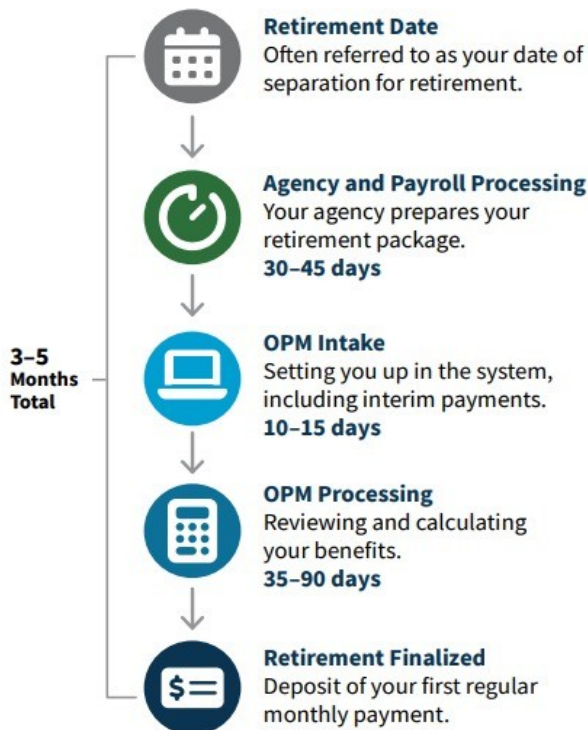 Retirement Date
Often referred to as your date of
separation for retirement.
Agency and Payroll Processing
Your agency prepares your
retirement package.
30–45 days
OPM Intake
Setting you up in the system,
including interim payments.
10–15 days
3–5
Months
Total
OPM Processing
Reviewing and calculating
your benefits.
35–90 days
Retirement Finalized
$
Deposit of your first regular
monthly payment.